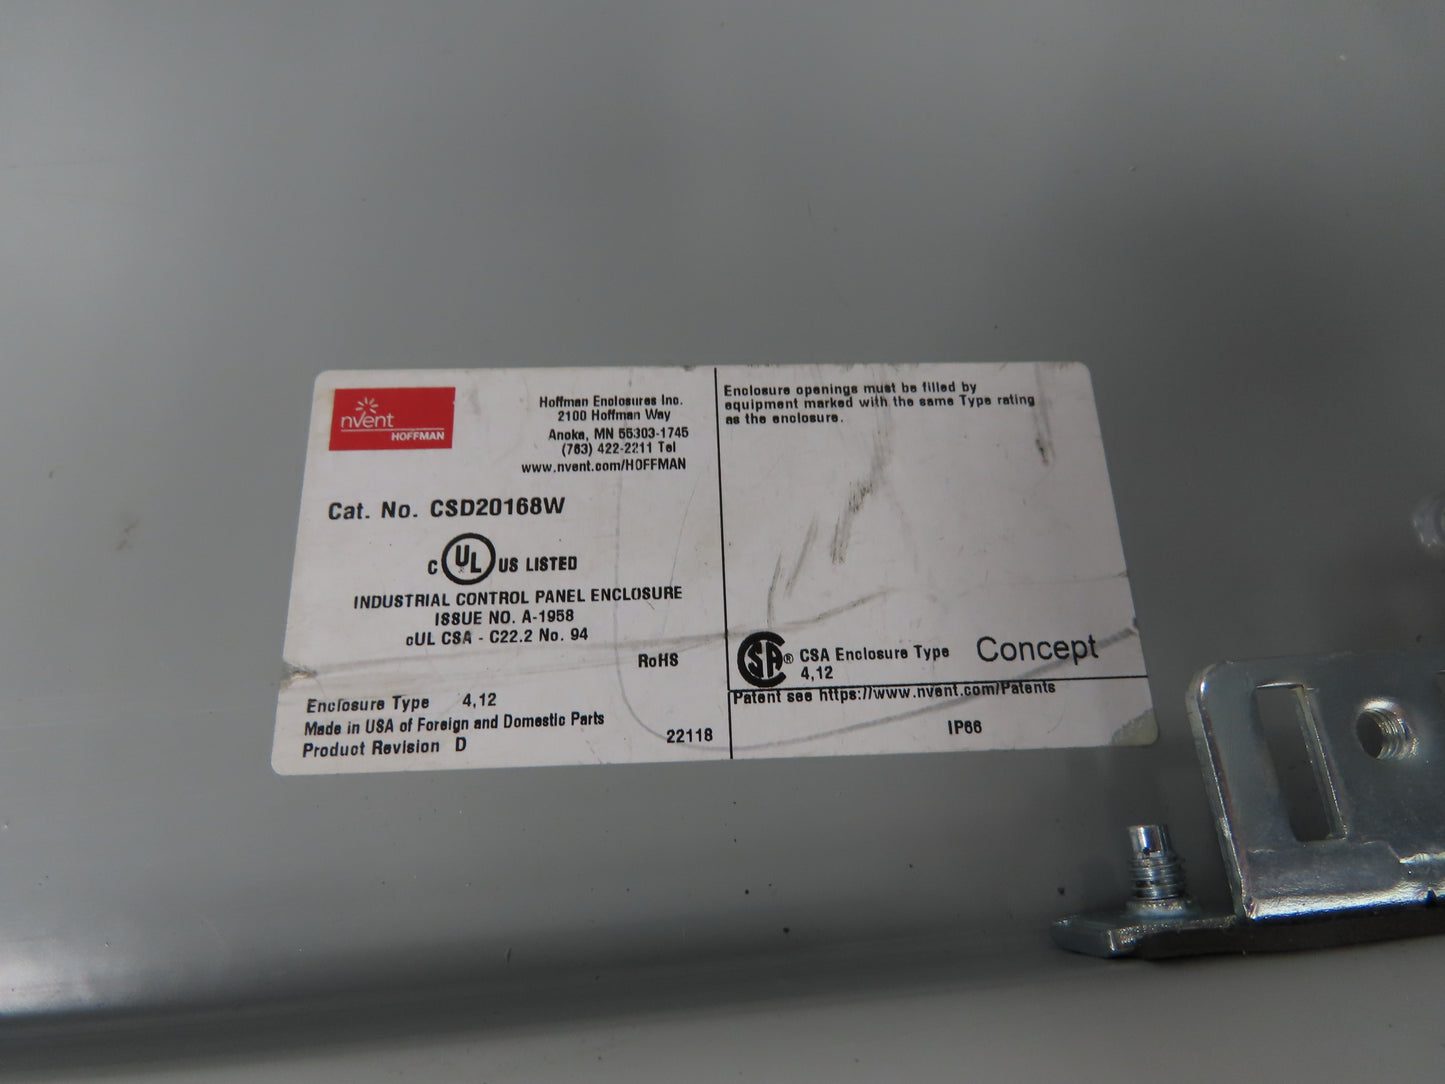 nVent
HOFFMAN
Hoffman Enclosures Inc.
2100 Hoffman Way
Anoka, MN 55303-1745
(763) 422-2211 Tel
www.nvent.com/HOFFMAN
Cat. No. CSD20168W
C UL US LISTED
INDUSTRIAL CONTROL PANEL ENCLOSURE
ISSUE NO. A-1958
cUL CSA - C22.2 No. 94
RoHS
Enclosure Type 4,12
Made in USA of Foreign and Domestic Parts
Product Revision D
22118
Enclosure openings must be filled by
equipment marked with the same Type rating
as the enclosure.
CSA® CSA Enclosure Type Concept
4,12
Patent see https://www.nvent.com/Patents
IP66